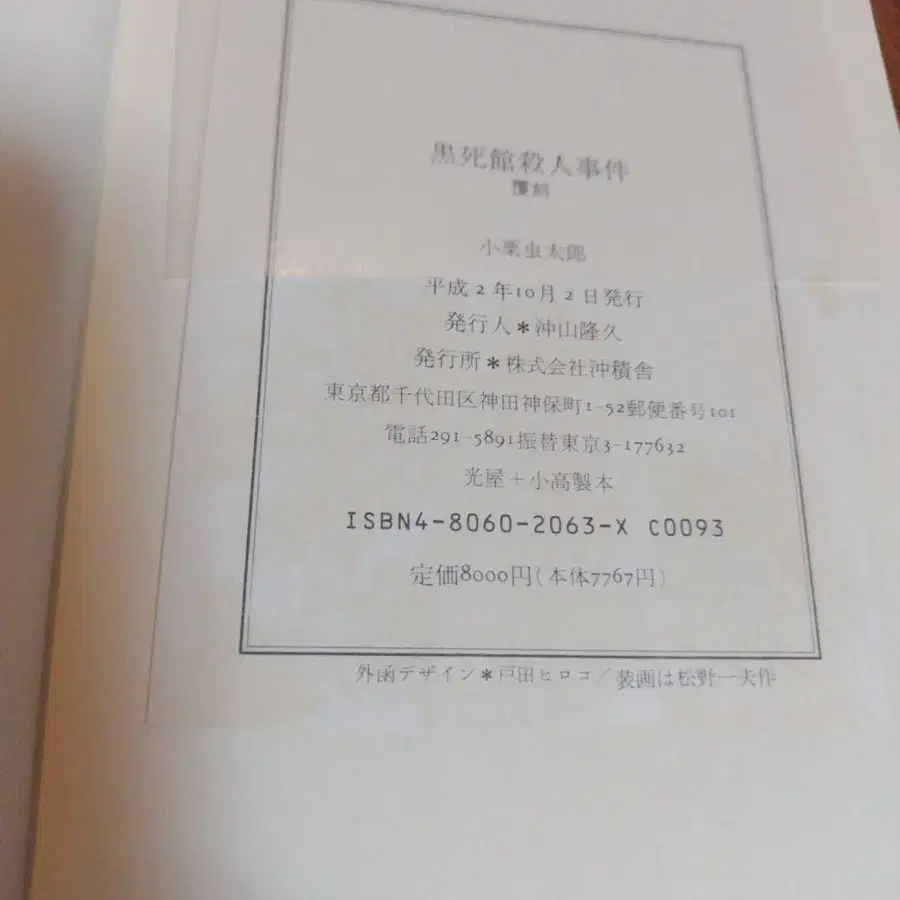 黒死館殺人事件
覆刻
小栗虫太郎
平成2年10月2日発行
発行人＊沖山隆久
発行所＊株式会社沖積舎
東京都千代田区神田神保町1-52郵便番号101
電話291-5891振替東京3-177632
光屋＋小高製本
ISBN4-8060-2063-X C0093
定価8000円(本体7767円)
外函デザイン＊戸田ヒロコ/装画は松野一夫作